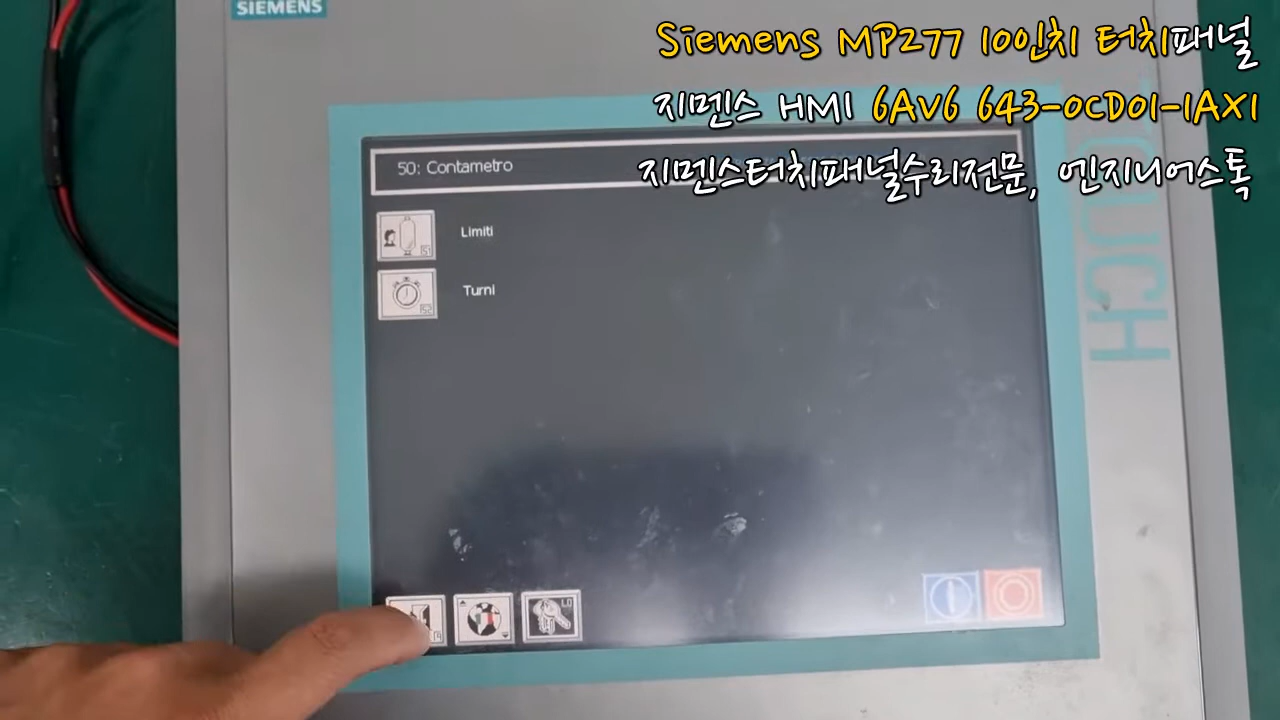 SIEMENS
Siemens MP277 10인치 터치패널
지멘스 HMI 6AV6 643-0CD01-1AX1
지멘스터치패널수리전문, 엔지니어스톡
TOUCH
50: Contametro
Limiti
Turni